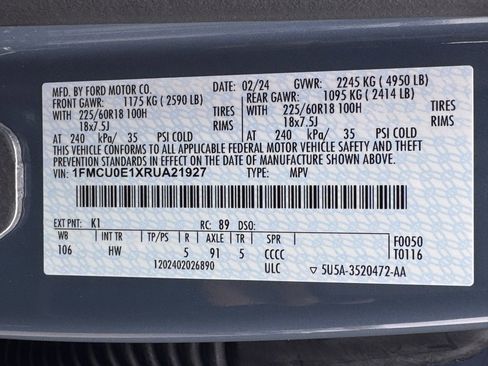 MFD. BY FORD MOTOR CO. 02/24 GVWR: 2245 KG ( 4950 LB)
FRONT GAWR: 1175 KG ( 2590 LB) REAR GAWR: 1095 KG ( 2414 LB)
WITH 225/60R18 100H TIRES WITH 225/60R18 100H TIRES
18x7.5J RIMS 18x7.5J RIMS
AT 240 kPa/ 35 PSI COLD AT 240 kPa/ 35 PSI COLD
THIS VEHICLE CONFORMS TO ALL APPLICABLE FEDERAL MOTOR VEHICLE
SAFETY AND THEFT PREVENTION STANDARDS IN EFFECT ON THE DATE OF
MANUFACTURE SHOWN ABOVE.
VIN: 1FMCU0E1XRUA21927 TYPE: MPV
EXT PNT: K1 RC: 89 DSO:
WB INT TR TP/PS R AXLE TR SPR F0050
106 HW 5 91 5 CCCC T0116
1202402026890 ULC 5U5A-3520472-AA